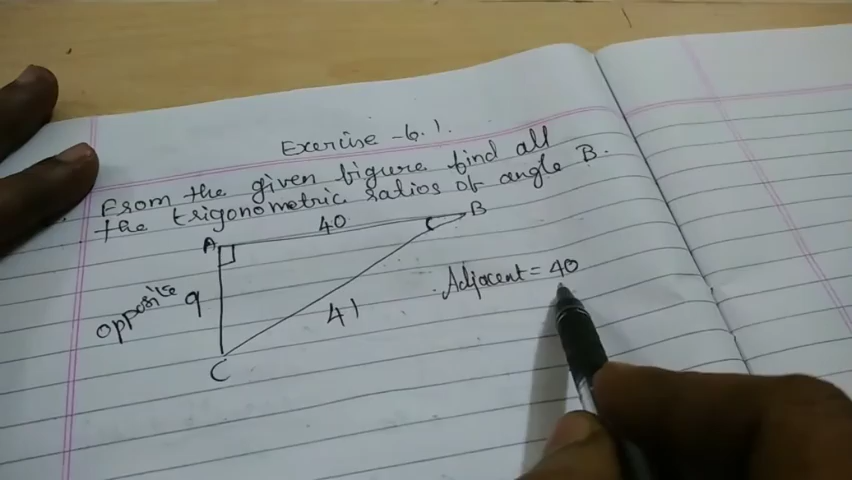 Exercise - 6.1.
From the given figure find all
the trigonometric ratios of angle B.
40
B
A
opposite 9
Adjacent = 40
41
C